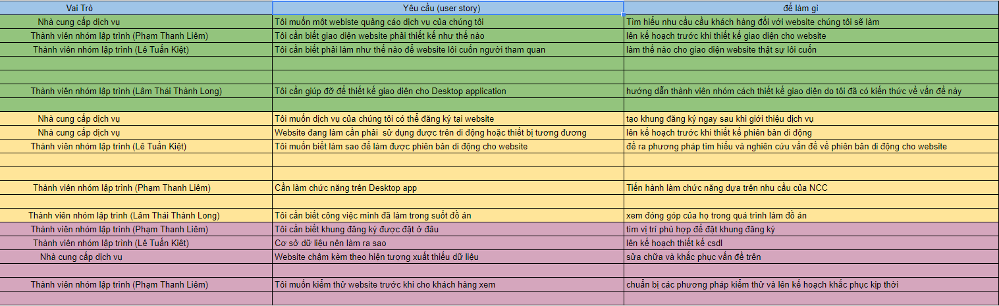 Vai Trò Yêu cầu (user story) để làm gì
Nhà cung cấp dịch vụ Tôi muốn một webiste quảng cáo dịch vụ của chúng tôi Tìm hiểu nhu cầu cầu khách hàng đối với website chúng tôi sẽ làm
Thành viên nhóm lập trình (Phạm Thanh Liêm) Tôi cần biết giao diện website phải thiết kế như thế nào lên kế hoạch trước khi thiết kế giao diện cho website
Thành viên nhóm lập trình (Lê Tuấn Kiệt) Tôi cần biết phải làm như thế nào để website lôi cuốn người tham quan làm thế nào cho giao diện website thật sự lôi cuốn
Thành viên nhóm lập trình (Lâm Thái Thành Long) Tôi cần giúp đỡ để thiết kế giao diện cho Desktop application hướng dẫn thành viên nhóm cách thiết kế giao diện do tôi đã có kiến thức về vấn đề này
Nhà cung cấp dịch vụ Tôi muốn dịch vụ của chúng tôi có thể đăng ký tại website tạo khung đăng ký ngay sau khi giới thiệu dịch vụ
Nhà cung cấp dịch vụ Website đang làm cần phải sử dụng được trên di động hoặc thiết bị tương đương lên kế hoạch trước khi thiết kế phiên bản di động
Thành viên nhóm lập trình (Lê Tuấn Kiệt) Tôi muốn biết làm sao để làm được phiên bản di động cho website đề ra phương pháp tìm hiểu và nghiên cứu vấn đề về phiên bản di động cho website
Thành viên nhóm lập trình (Phạm Thanh Liêm) Cần làm chức năng trên Desktop app Tiến hành làm chức năng dựa trên nhu cầu của NCC
Thành viên nhóm lập trình (Lâm Thái Thành Long) Tôi cần biết công việc mình đã làm trong suốt đồ án xem đóng góp của họ trong quá trình làm đồ án
Thành viên nhóm lập trình (Phạm Thanh Liêm) Tôi cần biết khung đăng ký được đặt ở đâu tìm vị trí phù hợp để đặt khung đăng ký
Thành viên nhóm lập trình (Lê Tuấn Kiệt) Cơ sở dữ liệu nên làm ra sao lên kế hoạch thiết kế csdl
Nhà cung cấp dịch vụ Website chậm kèm theo hiện tượng xuất thiếu dữ liệu sửa chữa và khắc phục vấn đề trên
Thành viên nhóm lập trình (Phạm Thanh Liêm) Tôi muốn kiểm thử website trước khi cho khách hàng xem chuẩn bị các phương pháp kiểm thử và lên kế hoạch khắc phục kịp thời